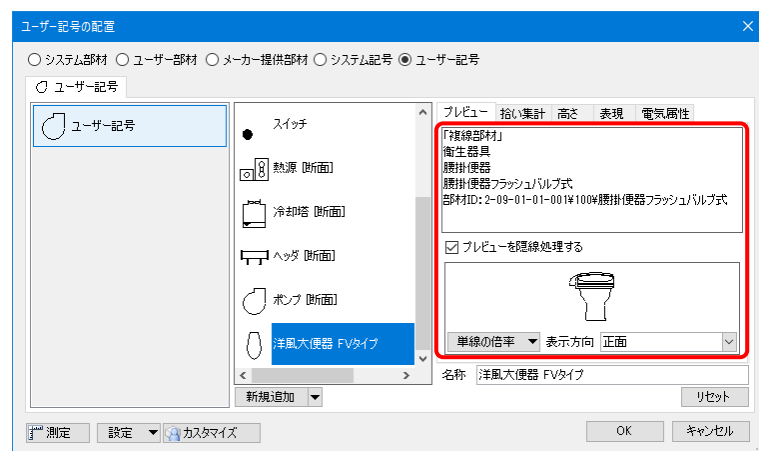 ユーザー記号の配置
システム部材 ユーザー部材 メーカー提供部材 システム記号 ユーザー記号
ユーザー記号
ユーザー記号
スイッチ
熱源 [断面]
冷却塔 [断面]
ヘッダ [断面]
ポンプ [断面]
洋風大便器 FVタイプ
新規追加
プレビュー 拾い集計 高さ 表現 電気属性
「複線部材」
衛生器具
腰掛便器
腰掛便器フラッシュバルブ式
部材ID:2-09-01-01-001¥100¥腰掛便器フラッシュバルブ式
プレビューを隠線処理する
単線の倍率 表示方向 正面
名称 洋風大便器 FVタイプ
リセット
測定 設定 カスタマイズ
OK キャンセル